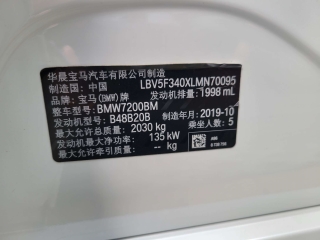 华晨宝马汽车有限公司制造
制造国: 中国 LBV5F340XLMN70095
品牌: 宝马(BMW)牌 发动机排量: 1998 mL
整车型号: BMW7200BM
发动机型号: B48B20B 制造年月: 2019-10
最大允许总质量: 2030 kg 乘坐人数: 5
发动机最大净功率: 135 kW
最大允许牵引质量: -- kg